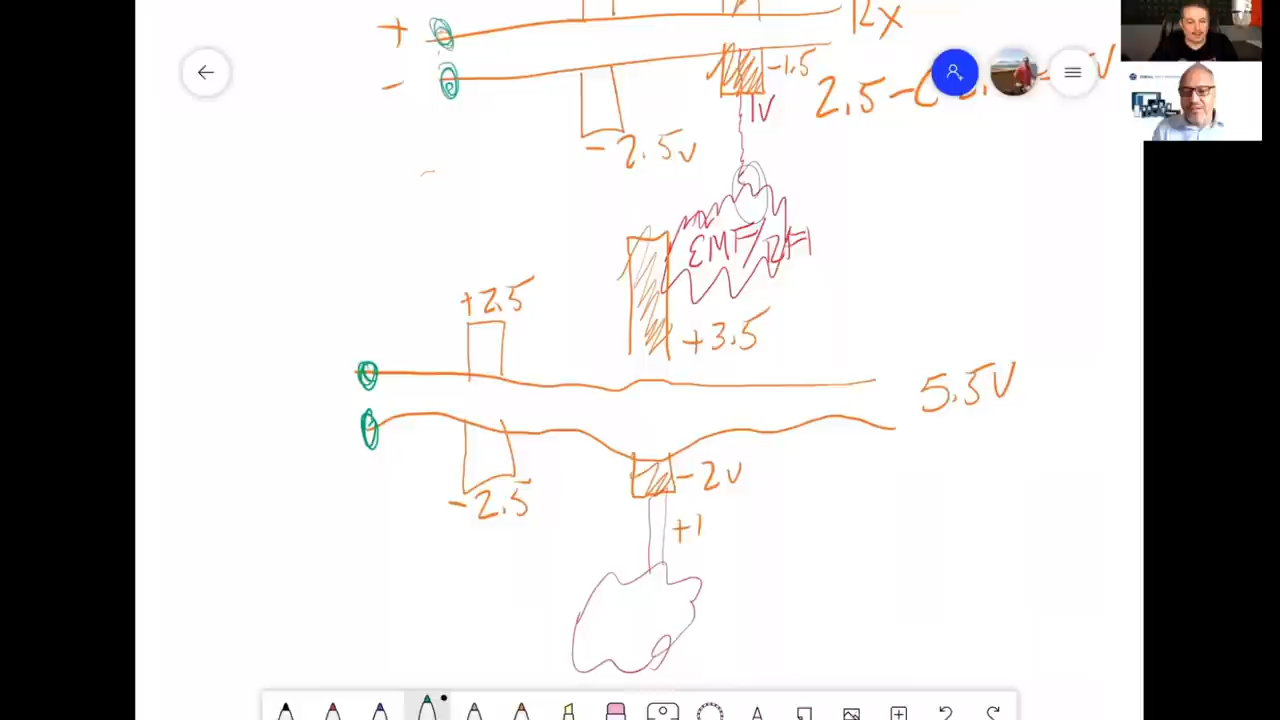 +
Rx
-
-1.5
1V
2.5-(
V
-2.5v
EMF/RFI
+2.5
+3.5
5.5V
-2v
-2.5
+1